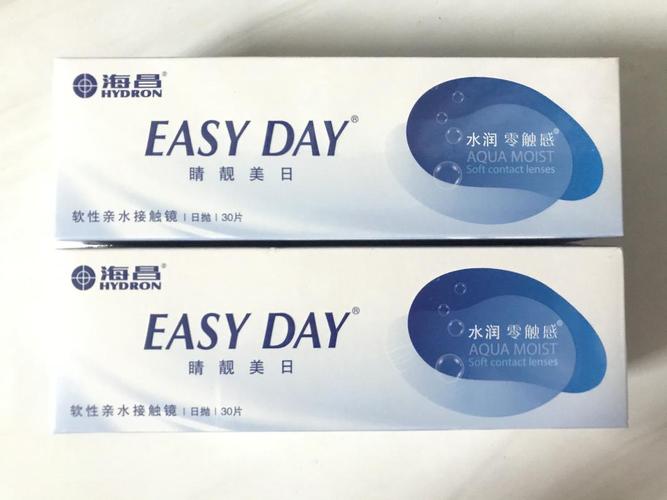 海昌®
HYDRON
EASY DAY®
睛靓美日
水润 零触感®
AQUA MOIST
Soft contact lenses
软性亲水接触镜 | 日抛 | 30片
海昌®
HYDRON
EASY DAY®
睛靓美日
水润 零触感®
AQUA MOIST
Soft contact lenses
软性亲水接触镜 | 日抛 | 30片